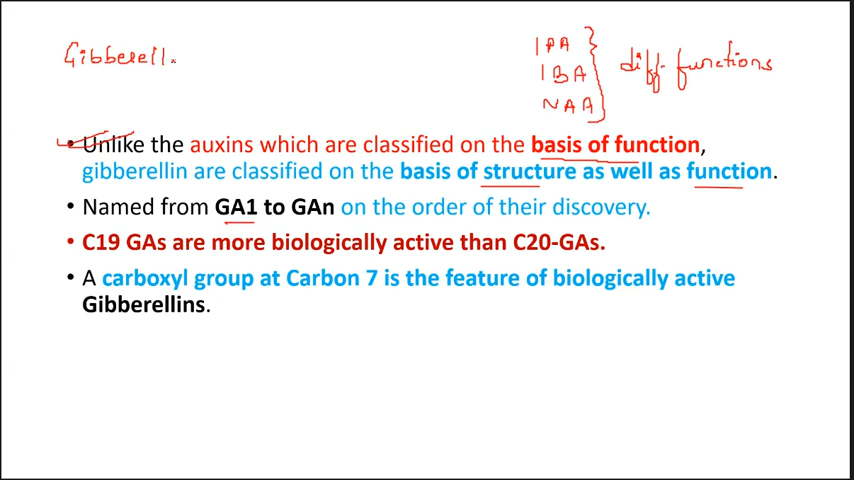 Gibberell
IPA
IBA
NAA
diff. functions
• Unlike the auxins which are classified on the basis of function,
gibberellin are classified on the basis of structure as well as function.
• Named from GA1 to GAn on the order of their discovery.
• C19 GAs are more biologically active than C20-GAs.
• A carboxyl group at Carbon 7 is the feature of biologically active
Gibberellins.